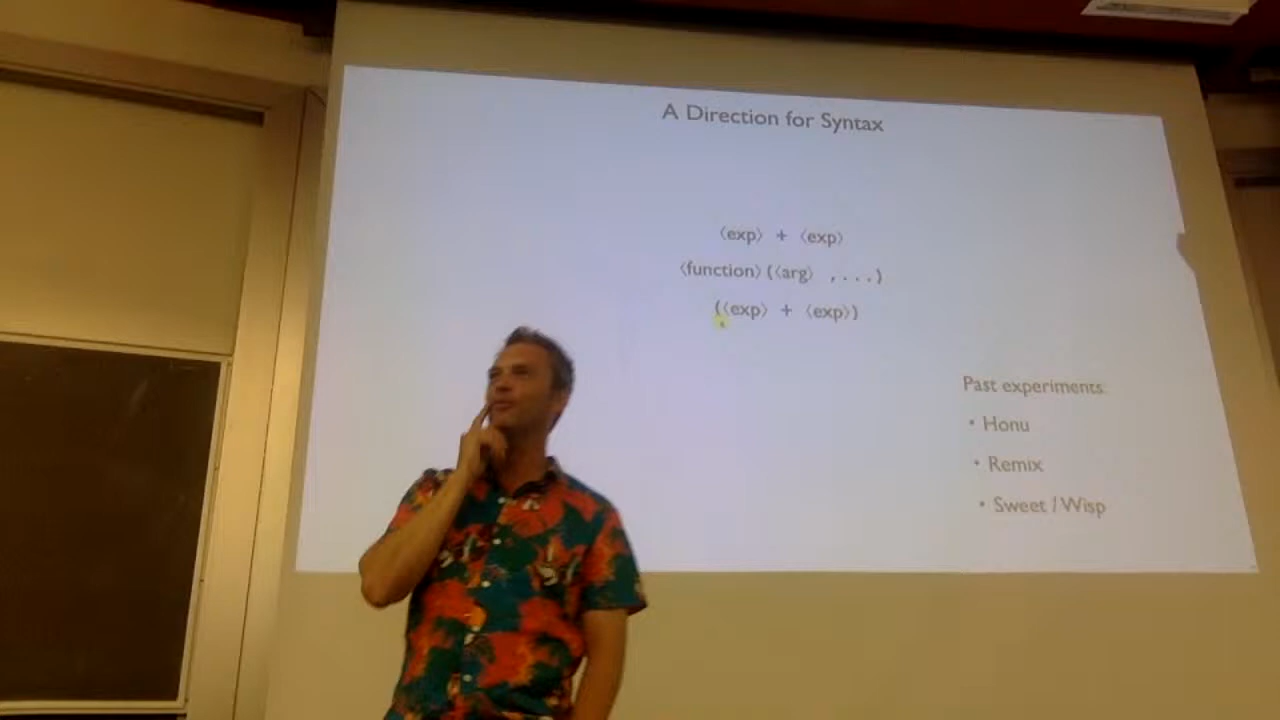 A Direction for Syntax
⟨exp⟩ + ⟨exp⟩
⟨function⟩(⟨arg⟩ ,....)
(⟨exp⟩ + ⟨exp⟩)
Past experiments:
• Honu
• Remix
• Sweet / Wisp